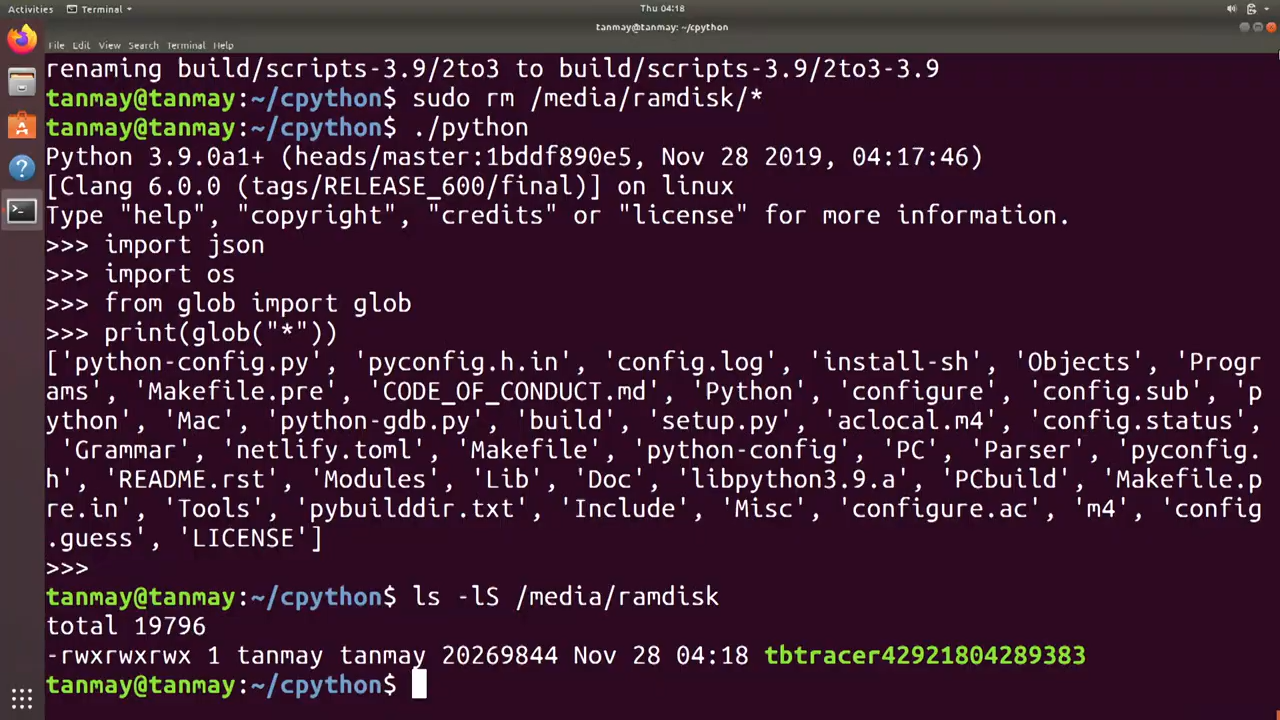 Activities Terminal Thu 04:18
tanmay@tanmay: ~/cpython
File Edit View Search Terminal Help
renaming build/scripts-3.9/2to3 to build/scripts-3.9/2to3-3.9
tanmay@tanmay:~/cpython$ sudo rm /media/ramdisk/*
tanmay@tanmay:~/cpython$ ./python
Python 3.9.0a1+ (heads/master:1bddf890e5, Nov 28 2019, 04:17:46)
[Clang 6.0.0 (tags/RELEASE_600/final)] on linux
Type "help", "copyright", "credits" or "license" for more information.
>>> import json
>>> import os
>>> from glob import glob
>>> print(glob("*"))
['python-config.py', 'pyconfig.h.in', 'config.log', 'install-sh', 'Objects', 'Progr
ams', 'Makefile.pre', 'CODE_OF_CONDUCT.md', 'Python', 'configure', 'config.sub', 'p
ython', 'Mac', 'python-gdb.py', 'build', 'setup.py', 'aclocal.m4', 'config.status',
 'Grammar', 'netlify.toml', 'Makefile', 'python-config', 'PC', 'Parser', 'pyconfig.
h', 'README.rst', 'Modules', 'Lib', 'Doc', 'libpython3.9.a', 'PCbuild', 'Makefile.p
re.in', 'Tools', 'pybuilddir.txt', 'Include', 'Misc', 'configure.ac', 'm4', 'config
.guess', 'LICENSE']
>>>
tanmay@tanmay:~/cpython$ ls -lS /media/ramdisk
total 19796
-rwxrwxrwx 1 tanmay tanmay 20269844 Nov 28 04:18 tbtracer42921804289383
tanmay@tanmay:~/cpython$